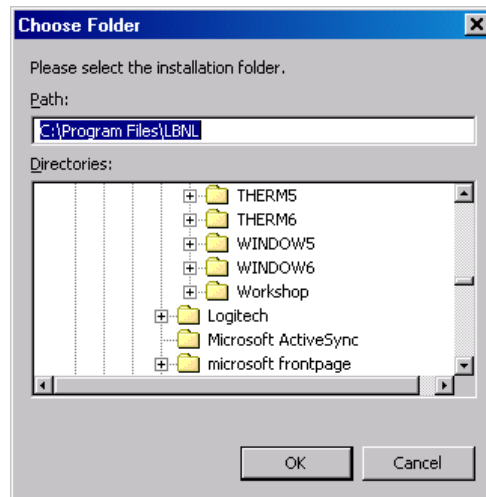 Choose Folder
Please select the installation folder.
Path:
C:\Program Files\LBNL
Directories:
THERM5
THERM6
WINDOW5
WINDOW6
Workshop
Logitech
Microsoft ActiveSync
microsoft frontpage
OK Cancel